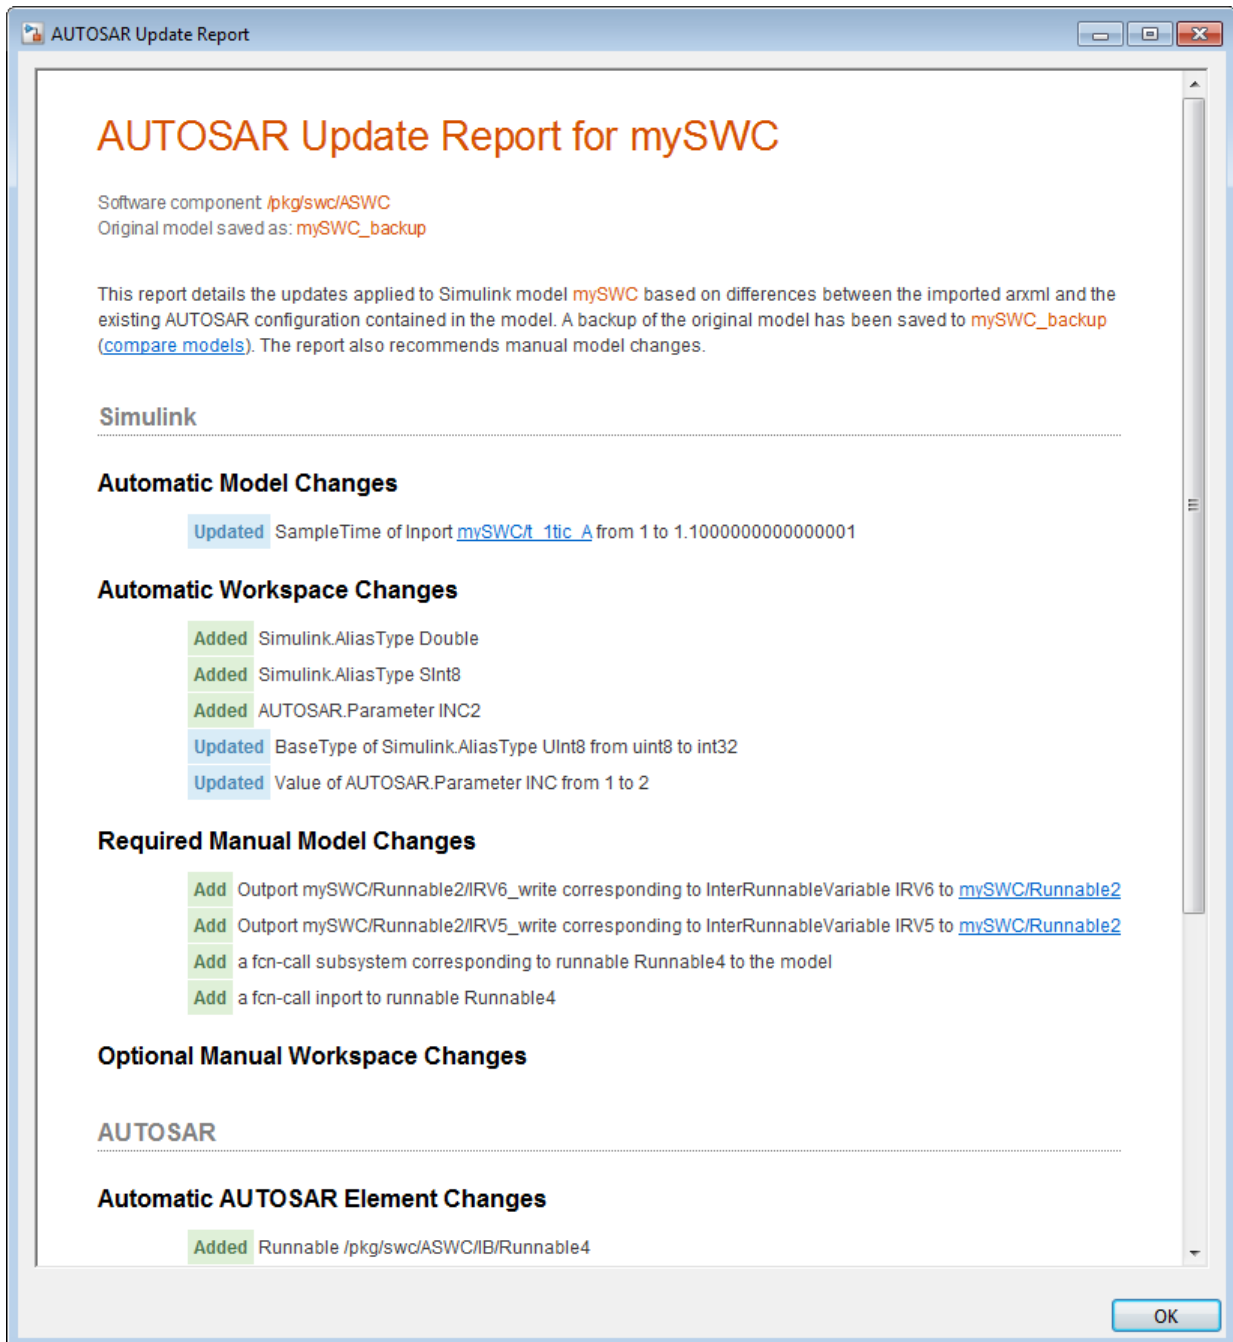 AUTOSAR Update Report
AUTOSAR Update Report for mySWC
Software component /pkg/swc/ASWC
Original model saved as: mySWC_backup
This report details the updates applied to Simulink model mySWC based on differences between the imported arxml and the
existing AUTOSAR configuration contained in the model. A backup of the original model has been saved to mySWC_backup
(compare models). The report also recommends manual model changes.
Simulink
Automatic Model Changes
Updated SampleTime of Inport mySWC/t_1tic_A from 1 to 1.1000000000000001
Automatic Workspace Changes
Added Simulink.AliasType Double
Added Simulink.AliasType SInt8
Added AUTOSAR.Parameter INC2
Updated BaseType of Simulink.AliasType UInt8 from uint8 to int32
Updated Value of AUTOSAR.Parameter INC from 1 to 2
Required Manual Model Changes
Add Outport mySWC/Runnable2/IRV6_write corresponding to InterRunnableVariable IRV6 to mySWC/Runnable2
Add Outport mySWC/Runnable2/IRV5_write corresponding to InterRunnableVariable IRV5 to mySWC/Runnable2
Add a fcn-call subsystem corresponding to runnable Runnable4 to the model
Add a fcn-call inport to runnable Runnable4
Optional Manual Workspace Changes
AUTOSAR
Automatic AUTOSAR Element Changes
Added Runnable /pkg/swc/ASWC/IB/Runnable4
OK